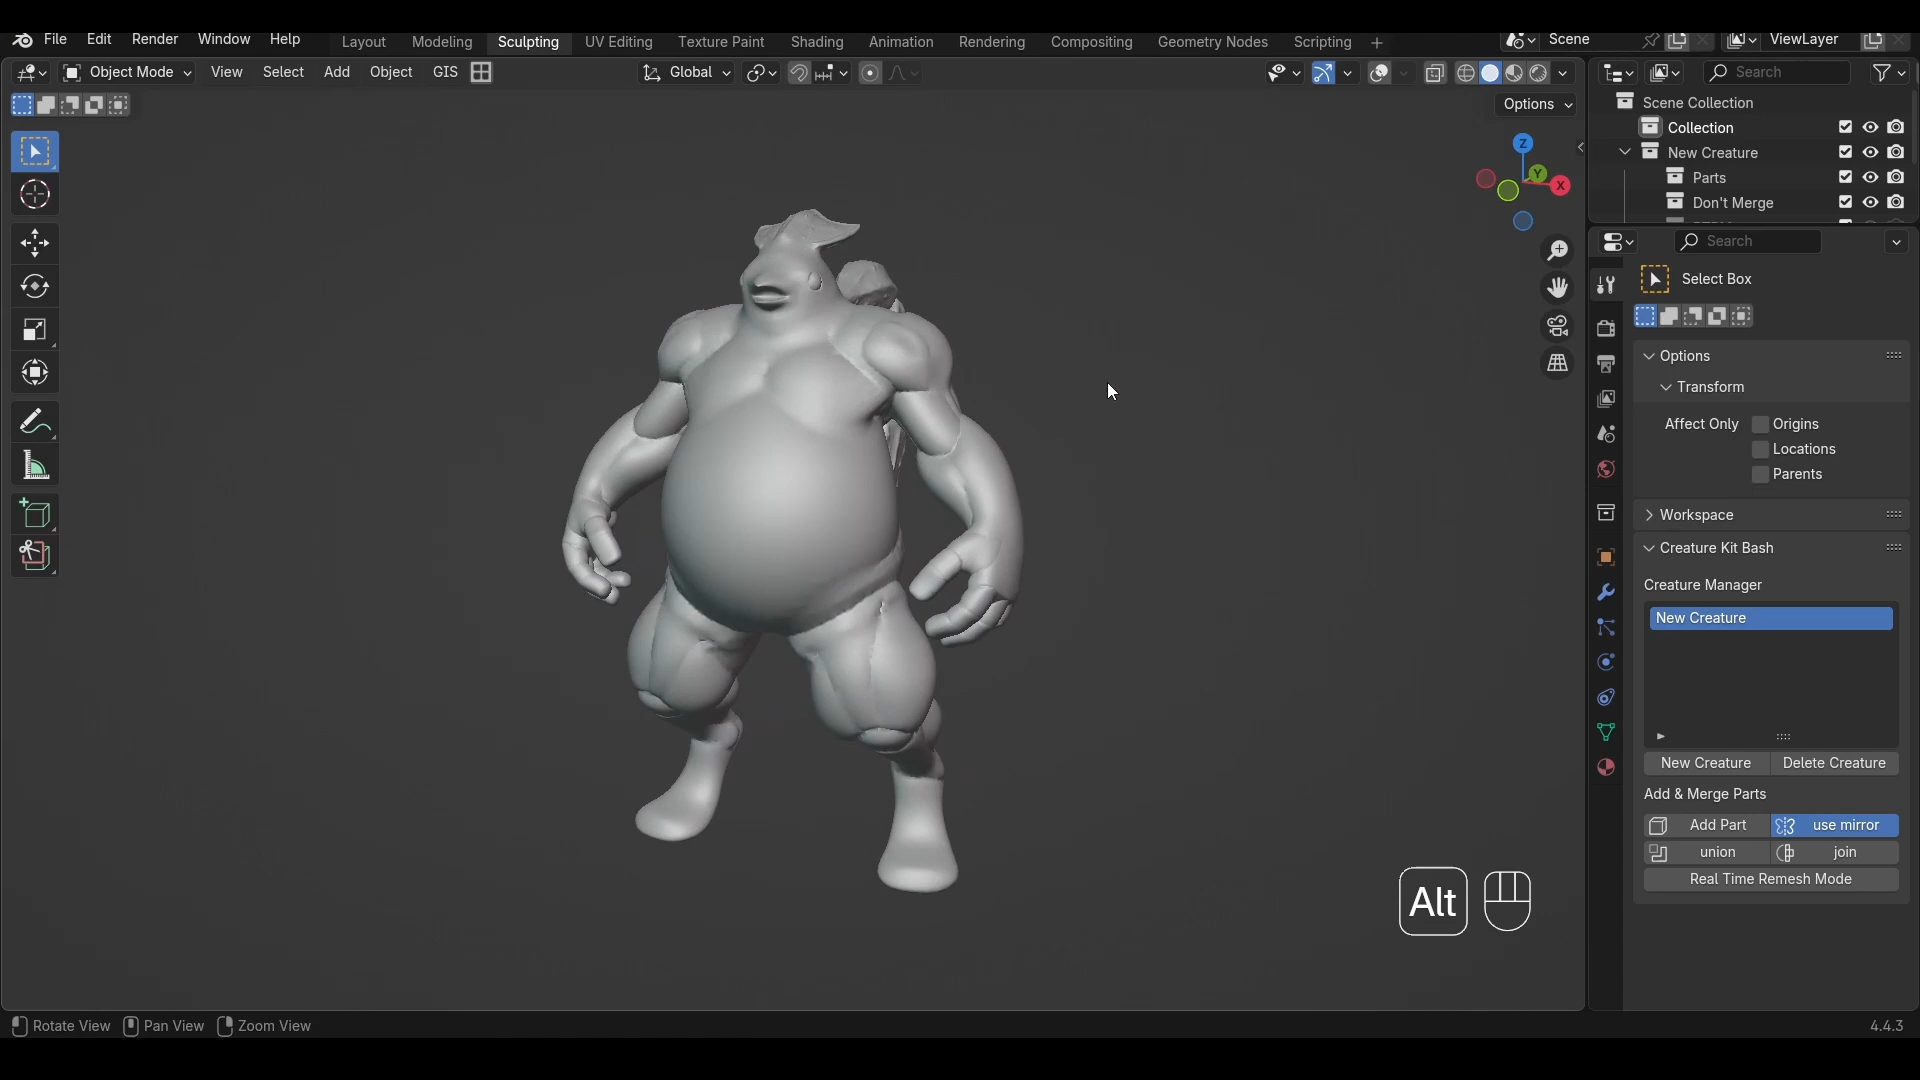 File Edit Render Window Help Layout Modeling Sculpting UV Editing Texture Paint Shading Animation Rendering Compositing Geometry Nodes Scripting + Scene ViewLayer
Object Mode View Select Add Object GIS Global Search
Options
Scene Collection
Collection
New Creature
Parts
Don't Merge
Z
Y
X
Search
Select Box
Options
Transform
Affect Only Origins
Locations
Parents
Workspace
Creature Kit Bash
Creature Manager
New Creature
New Creature Delete Creature
Add & Merge Parts
Add Part use mirror
union join
Real Time Remesh Mode
Alt
Rotate View Pan View Zoom View 4.4.3